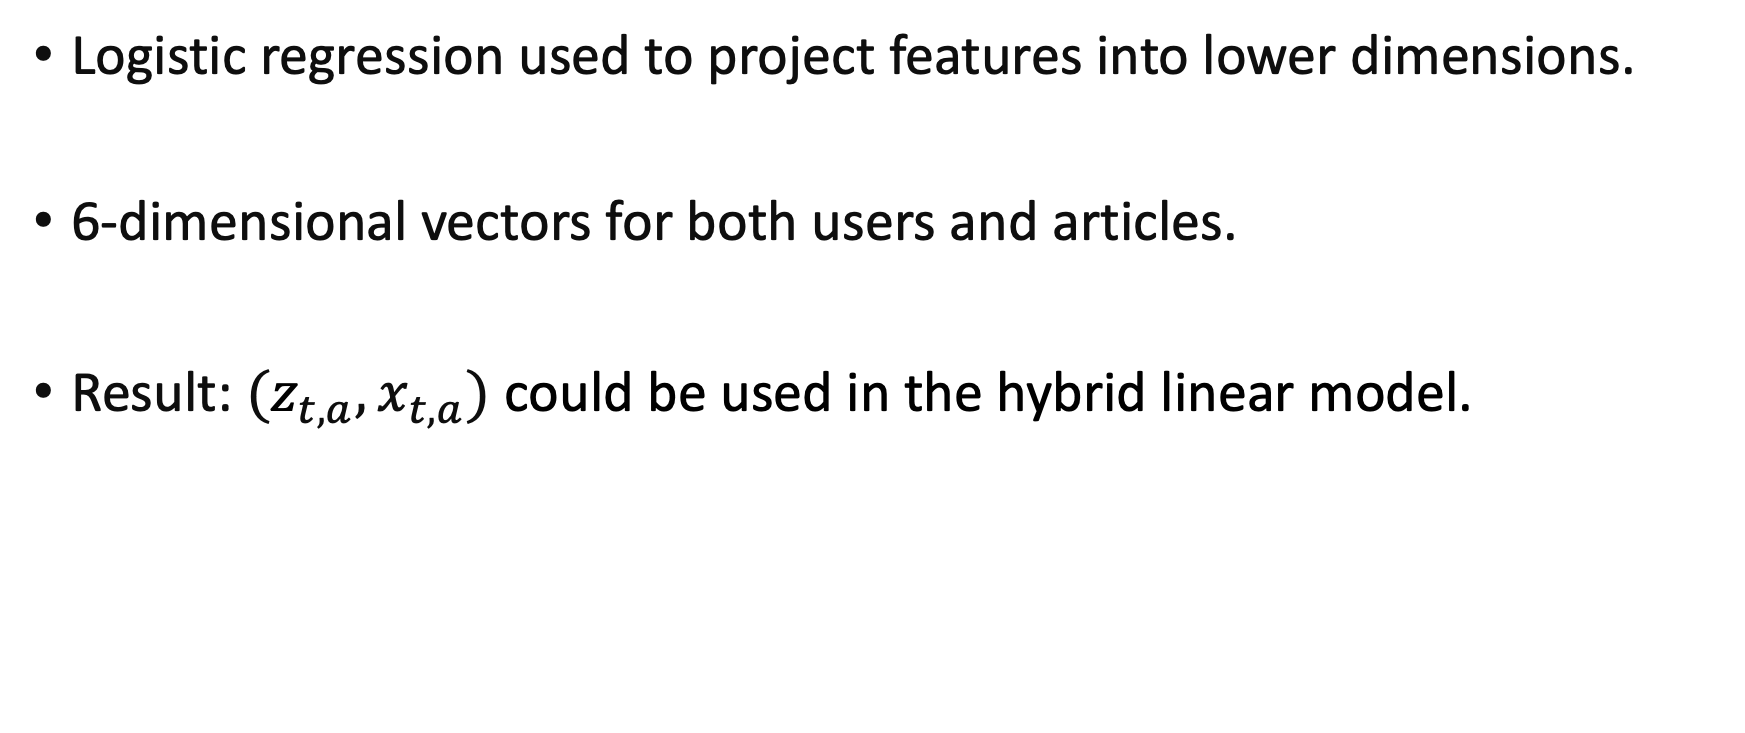 • Logistic regression used to project features into lower dimensions.
• 6-dimensional vectors for both users and articles.
• Result: $(z_{t,a}, x_{t,a})$ could be used in the hybrid linear model.